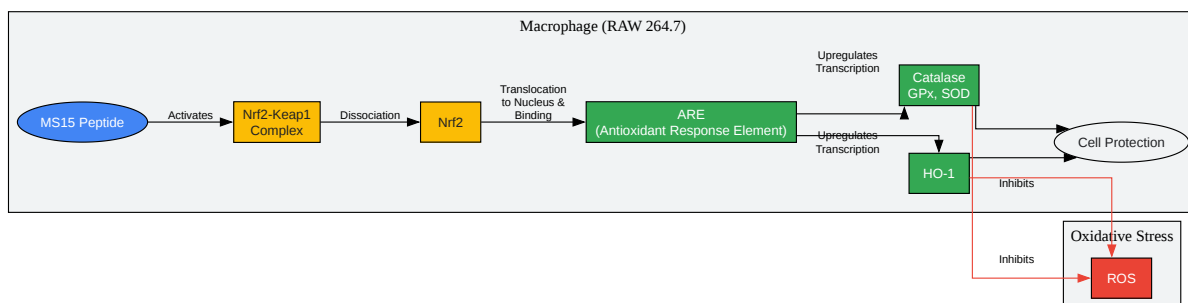 Macrophage (RAW 264.7)
MS15 Peptide
Activates
Nrf2-Keap1
Complex
Dissociation
Nrf2
Translocation
to Nucleus &
Binding
ARE
(Antioxidant Response Element)
Upregulates
Transcription
Catalase
GPx, SOD
Upregulates
Transcription
HO-1
Cell Protection
Inhibits
Oxidative Stress
Inhibits
ROS